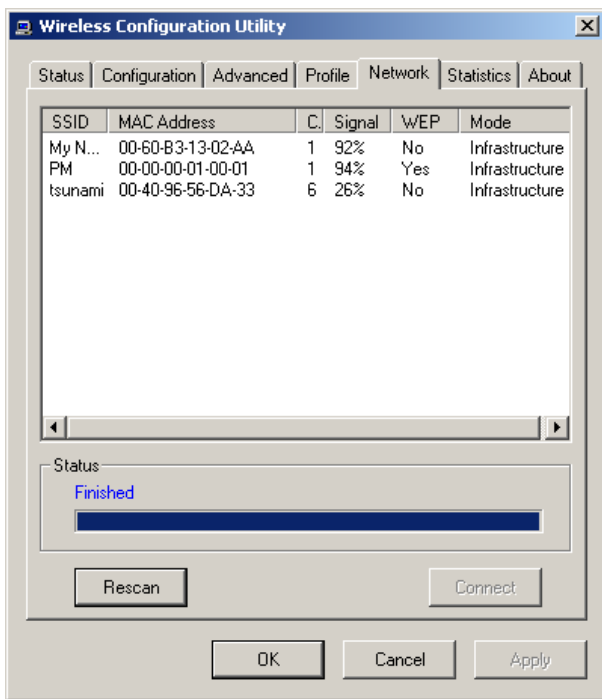 Wireless Configuration Utility
Status Configuration Advanced Profile Network Statistics About
SSID MAC Address C. Signal WEP Mode
My N... 00-60-B3-13-02-AA 1 92% No Infrastructure
PM 00-00-00-01-00-01 1 94% Yes Infrastructure
tsunami 00-40-96-56-DA-33 6 26% No Infrastructure
Status
Finished
Rescan Connect
OK Cancel Apply